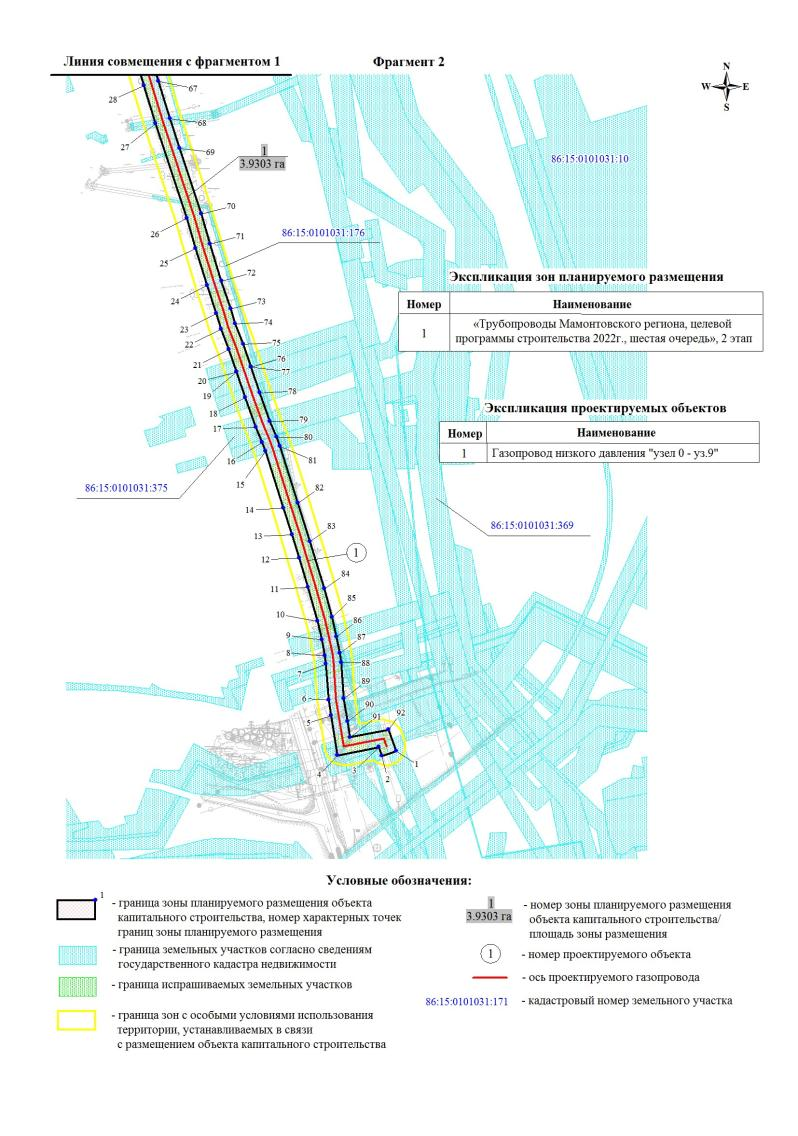 Линия совмещения с фрагментом 1
Фрагмент 2
N
W
E
S
67
28
68
27
69
1
3.9303 га
86:15:0101031:10
70
26
86:15:0101031:176
71
25
72
Экспликация зон планируемого размещения
24
Номер
Наименование
73
1
«Трубопроводы Мамонтовского региона, целевой
программы строительства 2022г., шестая очередь», 2 этап
23
74
22
75
21
76
77
20
78
19
Экспликация проектируемых объектов
18
79
17
Номер
Наименование
80
16
1
Газопровод низкого давления "узел 0 - уз.9"
81
15
86:15:0101031:375
82
14
86:15:0101031:369
83
13
1
12
84
11
85
10
86
9
87
8
88
7
89
6
90
5
91
92
4
3
2
1
Условные обозначения:
1
- граница зоны планируемого размещения объекта
капитального строительства, номер характерных точек
границ зоны планируемого размещения
- граница земельных участков согласно сведениям
государственного кадастра недвижимости
- граница испрашиваемых земельных участков
- граница зон с особыми условиями использования
территории, устанавливаемых в связи
с размещением объекта капитального строительства
1
3.9303 га
- номер зоны планируемого размещения
объекта капитального строительства/
площадь зоны размещения
1
- номер проектируемого объекта
- ось проектируемого газопровода
86:15:0101031:171
- кадастровый номер земельного участка